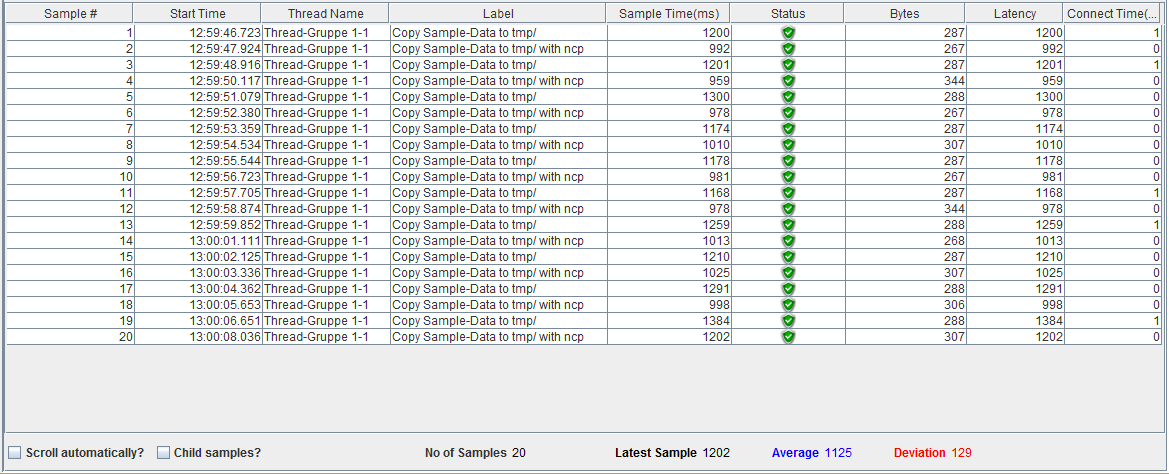 Sample # Start Time Thread Name Label Sample Time(ms) Status Bytes Latency Connect Time(...
1 12:59:46.723 Thread-Gruppe 1-1 Copy Sample-Data to tmp/ 1200 287 1200 1
2 12:59:47.924 Thread-Gruppe 1-1 Copy Sample-Data to tmp/ with ncp 992 267 992 0
3 12:59:48.916 Thread-Gruppe 1-1 Copy Sample-Data to tmp/ 1201 287 1201 1
4 12:59:50.117 Thread-Gruppe 1-1 Copy Sample-Data to tmp/ with ncp 959 344 959 0
5 12:59:51.079 Thread-Gruppe 1-1 Copy Sample-Data to tmp/ 1300 288 1300 0
6 12:59:52.380 Thread-Gruppe 1-1 Copy Sample-Data to tmp/ with ncp 978 267 978 0
7 12:59:53.359 Thread-Gruppe 1-1 Copy Sample-Data to tmp/ 1174 287 1174 0
8 12:59:54.534 Thread-Gruppe 1-1 Copy Sample-Data to tmp/ with ncp 1010 307 1010 0
9 12:59:55.544 Thread-Gruppe 1-1 Copy Sample-Data to tmp/ 1178 287 1178 0
10 12:59:56.723 Thread-Gruppe 1-1 Copy Sample-Data to tmp/ with ncp 981 267 981 0
11 12:59:57.705 Thread-Gruppe 1-1 Copy Sample-Data to tmp/ 1168 287 1168 1
12 12:59:58.874 Thread-Gruppe 1-1 Copy Sample-Data to tmp/ with ncp 978 344 978 0
13 12:59:59.852 Thread-Gruppe 1-1 Copy Sample-Data to tmp/ 1259 288 1259 1
14 13:00:01.111 Thread-Gruppe 1-1 Copy Sample-Data to tmp/ with ncp 1013 268 1013 0
15 13:00:02.125 Thread-Gruppe 1-1 Copy Sample-Data to tmp/ 1210 287 1210 0
16 13:00:03.336 Thread-Gruppe 1-1 Copy Sample-Data to tmp/ with ncp 1025 307 1025 0
17 13:00:04.362 Thread-Gruppe 1-1 Copy Sample-Data to tmp/ 1291 288 1291 0
18 13:00:05.653 Thread-Gruppe 1-1 Copy Sample-Data to tmp/ with ncp 998 306 998 0
19 13:00:06.651 Thread-Gruppe 1-1 Copy Sample-Data to tmp/ 1384 288 1384 1
20 13:00:08.036 Thread-Gruppe 1-1 Copy Sample-Data to tmp/ with ncp 1202 307 1202 0
Scroll automatically? Child samples? No of Samples 20 Latest Sample 1202 Average 1125 Deviation 129